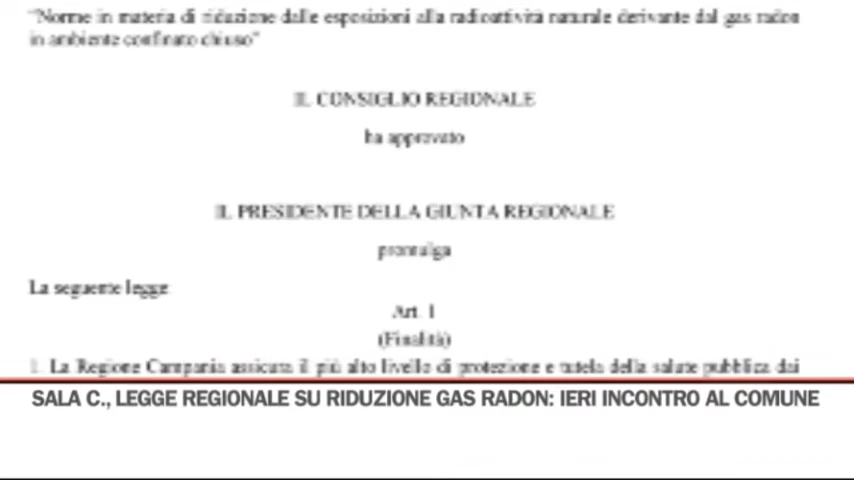 "Norme in materia di riduzione dalle esposizioni alla radioattività naturale derivante dal gas radon
in ambiente confinato chiuso"
IL CONSIGLIO REGIONALE
ha approvato
IL PRESIDENTE DELLA GIUNTA REGIONALE
promulga
La seguente legge:
Art. 1
(Finalità)
1. La Regione Campania assicura il più alto livello di protezione e tutela della salute pubblica dai
SALA C., LEGGE REGIONALE SU RIDUZIONE GAS RADON: IERI INCONTRO AL COMUNE